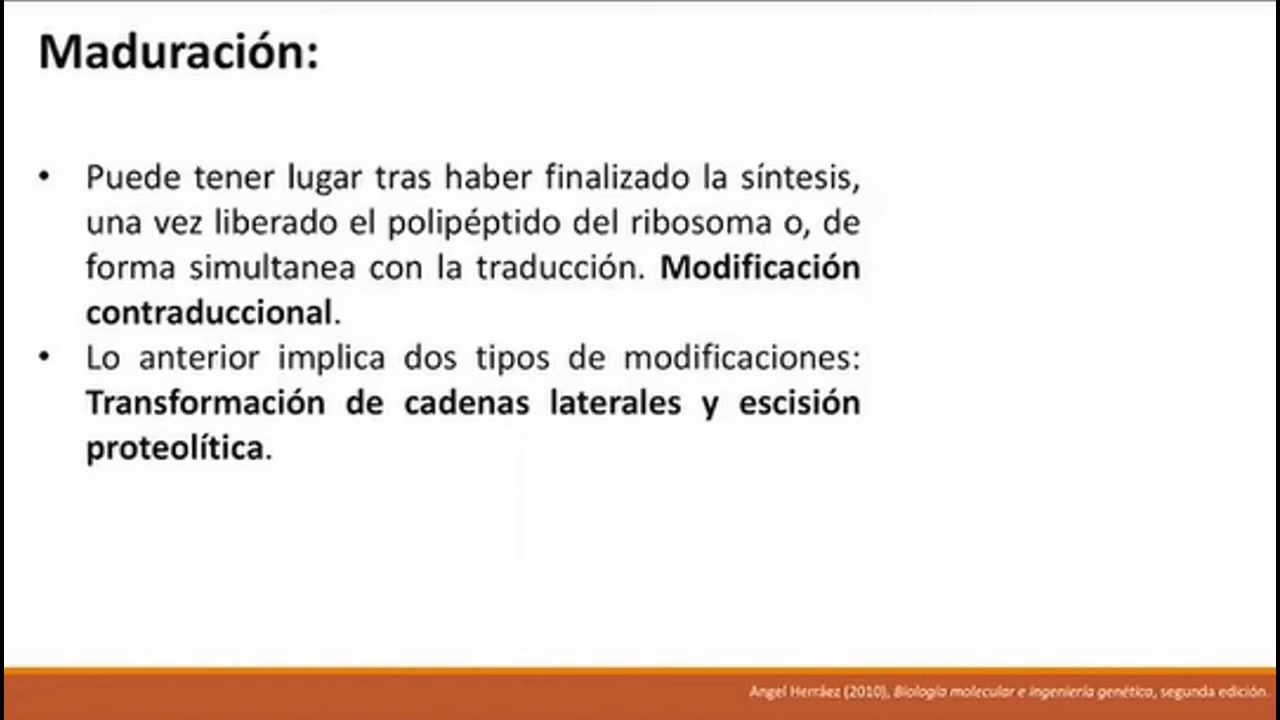 Maduración:
• Puede tener lugar tras haber finalizado la síntesis,
una vez liberado el polipéptido del ribosoma o, de
forma simultanea con la traducción. Modificación
contraduccional.
• Lo anterior implica dos tipos de modificaciones:
Transformación de cadenas laterales y escisión
proteolítica.
Angel Herráez (2010), Biología molecular e ingeniería genética, segunda edición.